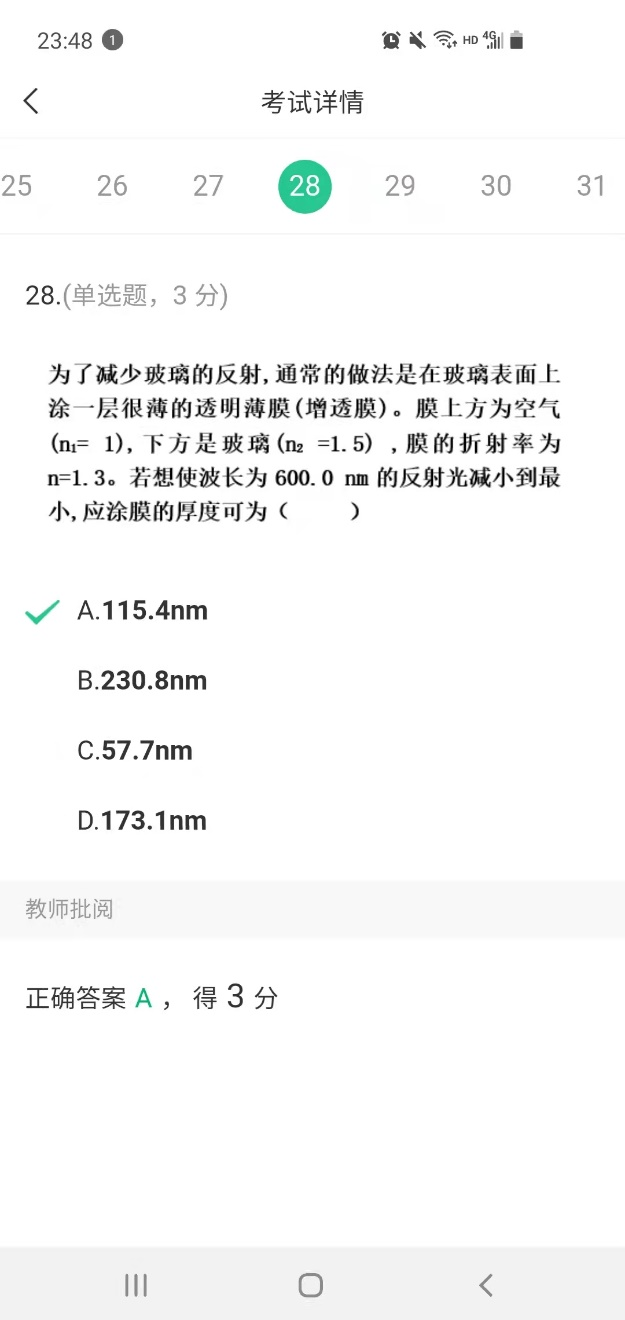 23:48 1 HD 4G
考试详情
25 26 27 28 29 30 31
28.(单选题，3 分)
为了减少玻璃的反射,通常的做法是在玻璃表面上
涂一层很薄的透明薄膜(增透膜)。膜上方为空气
(n₁= 1),下方是玻璃(n₂ =1.5) ,膜的折射率为
n=1.3。若想使波长为 600.0 nm 的反射光减小到最
小,应涂膜的厚度可为( )
A.115.4nm
B.230.8nm
C.57.7nm
D.173.1nm
教师批阅
正确答案 A ， 得 3 分